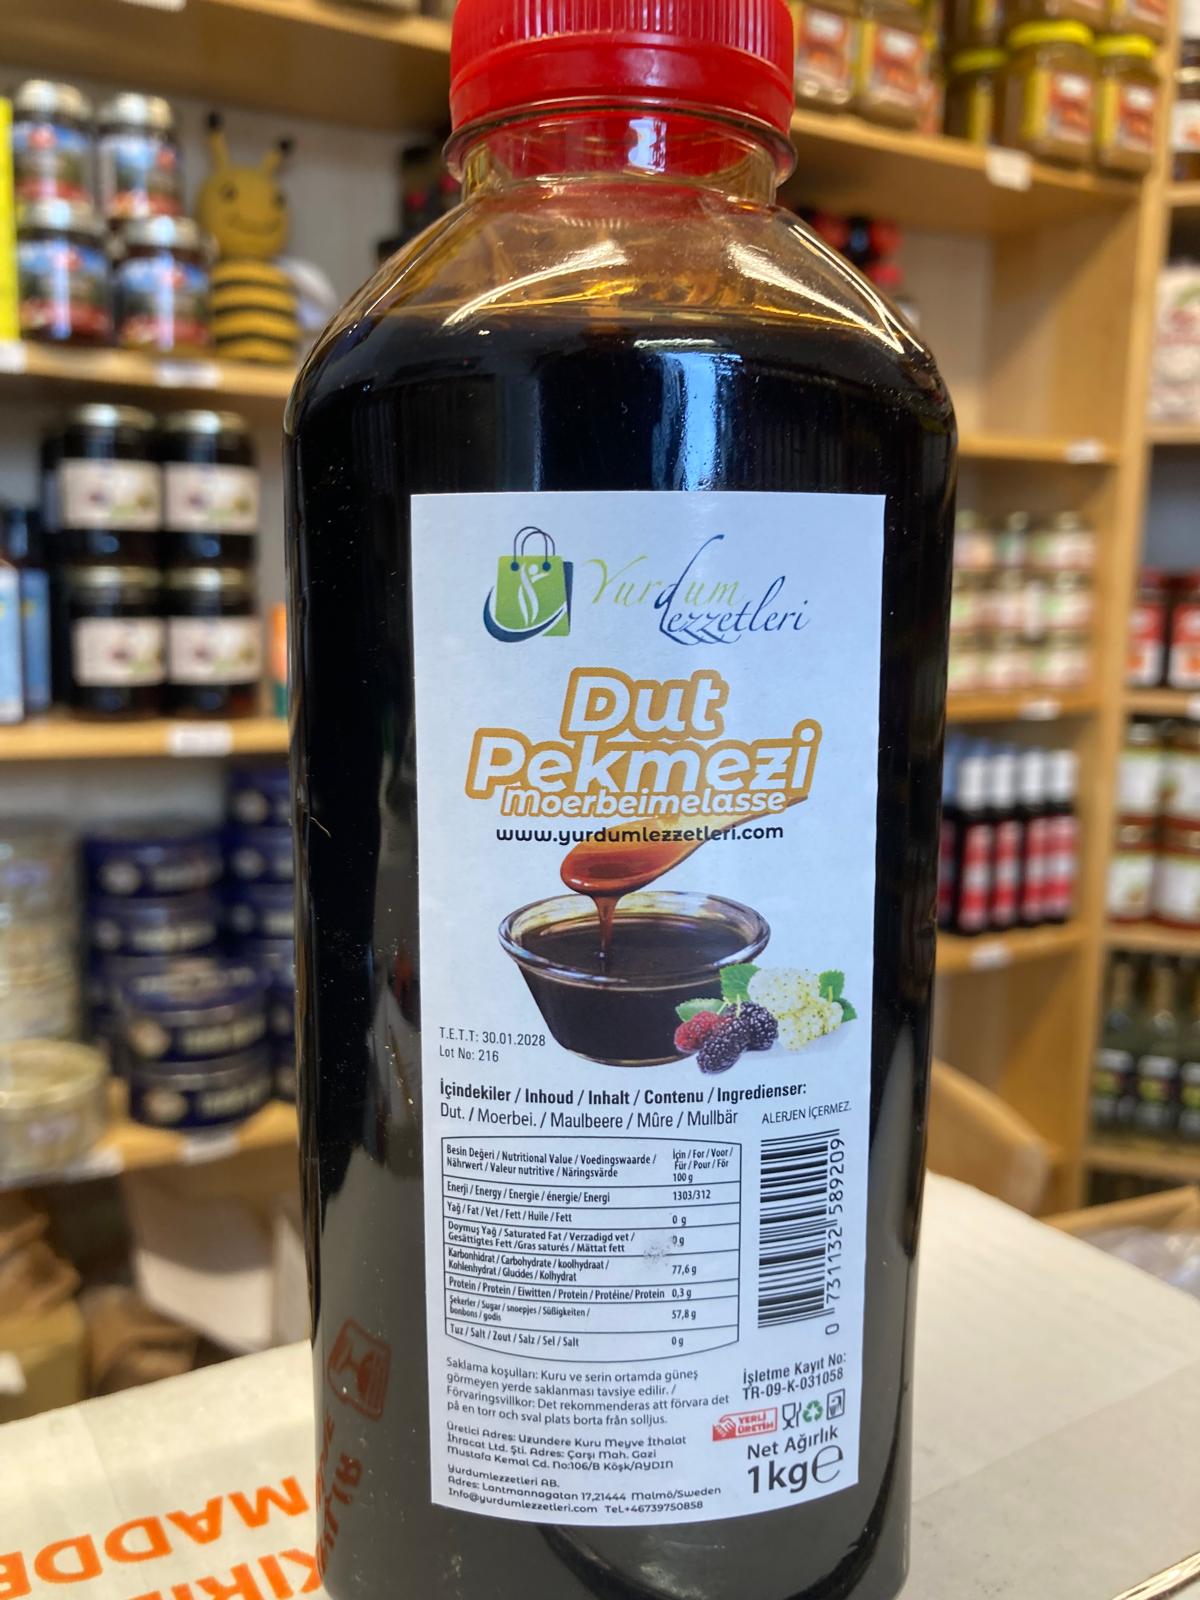 Yurdum
Lezzetleri
Dut
Pekmezi
Moerbeimelasse
www.yurdumlezzetleri.com
T.E.T.T: 30.01.2028
Lot No: 216
İçindekiler / Inhoud / Inhalt / Contenu / Ingredienser:
Dut. / Moerbei. / Maulbeere / Mûre / Mullbär
ALERJEN İÇERMEZ.
Besin Değeri / Nutritional Value / Voedingswaarde /
Nährwert / Valeur nutritive / Näringsvärde
İçin / For / Voor /
Für / Pour / För
100 g
Enerji / Energy / Energie / énergie/ Energi 1303/312
Yağ / Fat / Vet / Fett / Huile / Fett 0 g
Doymuş Yağ / Saturated Fat / Verzadigd vet /
Gesättigtes Fett /Gras saturés / Mättat fett 0 g
Karbonhidrat / Carbohydrate / koolhydraat /
Kohlenhydrat / Glucides / Kolhydrat 77,6 g
Protein / Protein / Eiwitten / Protein / Protéine/ Protein 0,3 g
Şekerler / Sugar / snoepjes / Süßigkeiten /
bonbons / godis 57,8 g
Tuz / Salt / Zout / Salz / Sel / Salt 0 g
0 731132 589209
Saklama koşulları: Kuru ve serin ortamda güneş
görmeyen yerde saklanması tavsiye edilir. /
Förvaringsvillkor: Det rekommenderas att förvara det
på en torr och sval plats borta från solljus.
Üretici Adres: Uzundere Kuru Meyve İthalat
İhracat Ltd. Şti. Adres: Çarşı Mah. Gazi
Mustafa Kemal Cd. No:106/B Köşk/AYDIN
Yurdumlezzetleri AB.
Adres: Lantmannagatan 17,21444 Malmö/Sweden
Info@yurdumlezzetleri.com Tel.+46739750858
İşletme Kayıt No:
TR-09-K-031058
YERLİ
ÜRETİM
Net Ağırlık
1kg℮
MADDE